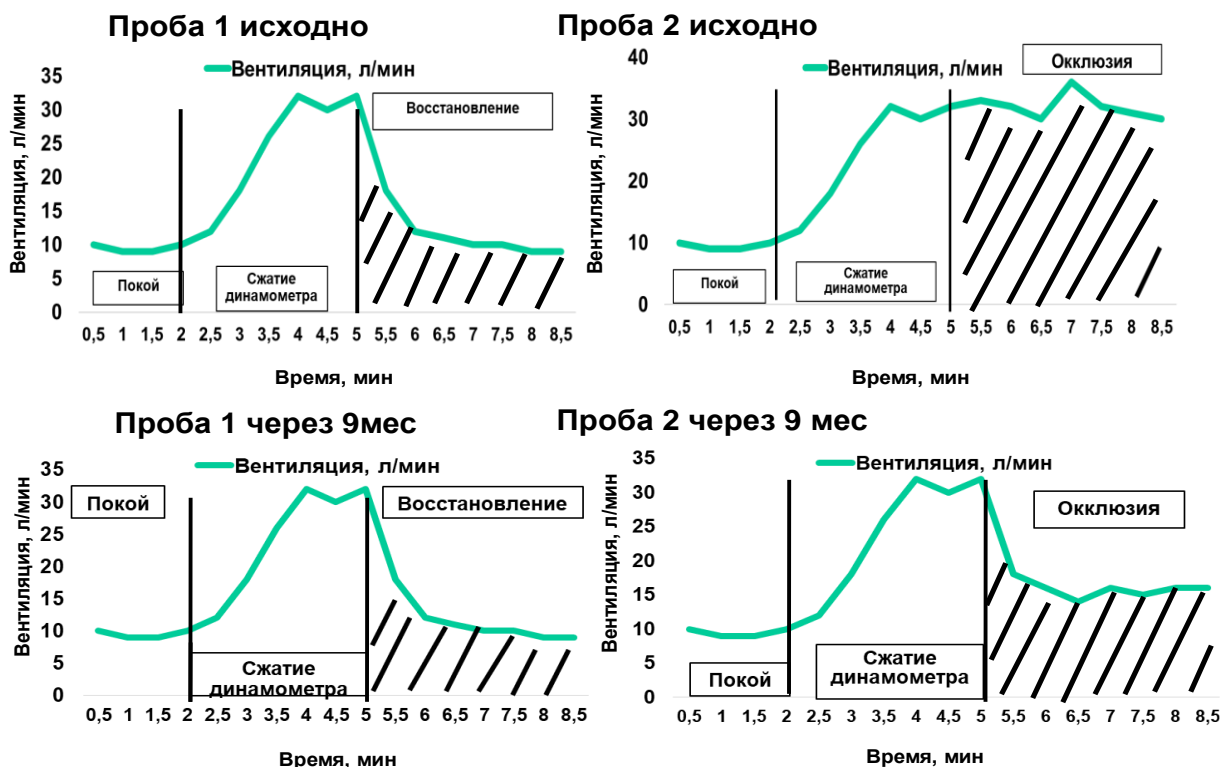 Проба 1 исходно
Вентиляция, л/мин
Вентиляция, л/мин
35
30
25
20
15
10
5
0
Восстановление
Покой
Сжатие
динамометра
0,5 1 1,5 2 2,5 3 3,5 4 4,5 5 5,5 6 6,5 7 7,5 8 8,5
Время, мин
Проба 2 исходно
Вентиляция, л/мин
Вентиляция, л/мин
40
30
20
10
0
Окклюзия
Покой
Сжатие
динамометра
0,5 1 1,5 2 2,5 3 3,5 4 4,5 5 5,5 6 6,5 7 7,5 8 8,5
Время, мин
Проба 1 через 9мес
Вентиляция, л/мин
Вентиляция, л/мин
35
30
25
20
15
10
5
0
Покой
Восстановление
Сжатие
динамометра
0,5 1 1,5 2 2,5 3 3,5 4 4,5 5 5,5 6 6,5 7 7,5 8 8,5
Время, мин
Проба 2 через 9 мес
Вентиляция, л/мин
Вентиляция, л/мин
35
30
25
20
15
10
5
0
Окклюзия
Покой
Сжатие
динамометра
0,5 1 1,5 2 2,5 3 3,5 4 4,5 5 5,5 6 6,5 7 7,5 8 8,5
Время, мин